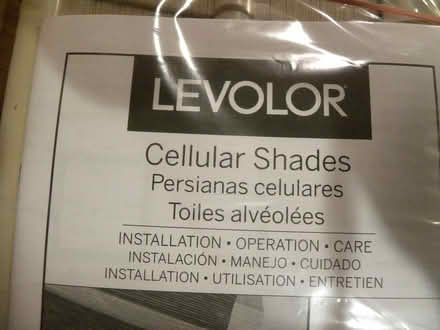 LEVOLOR
Cellular Shades
Persianas celulares
Toiles alvéolées
INSTALLATION • OPERATION • CARE
INSTALACIÓN • MANEJO • CUIDADO
INSTALLATION • UTILISATION • ENTRETIEN